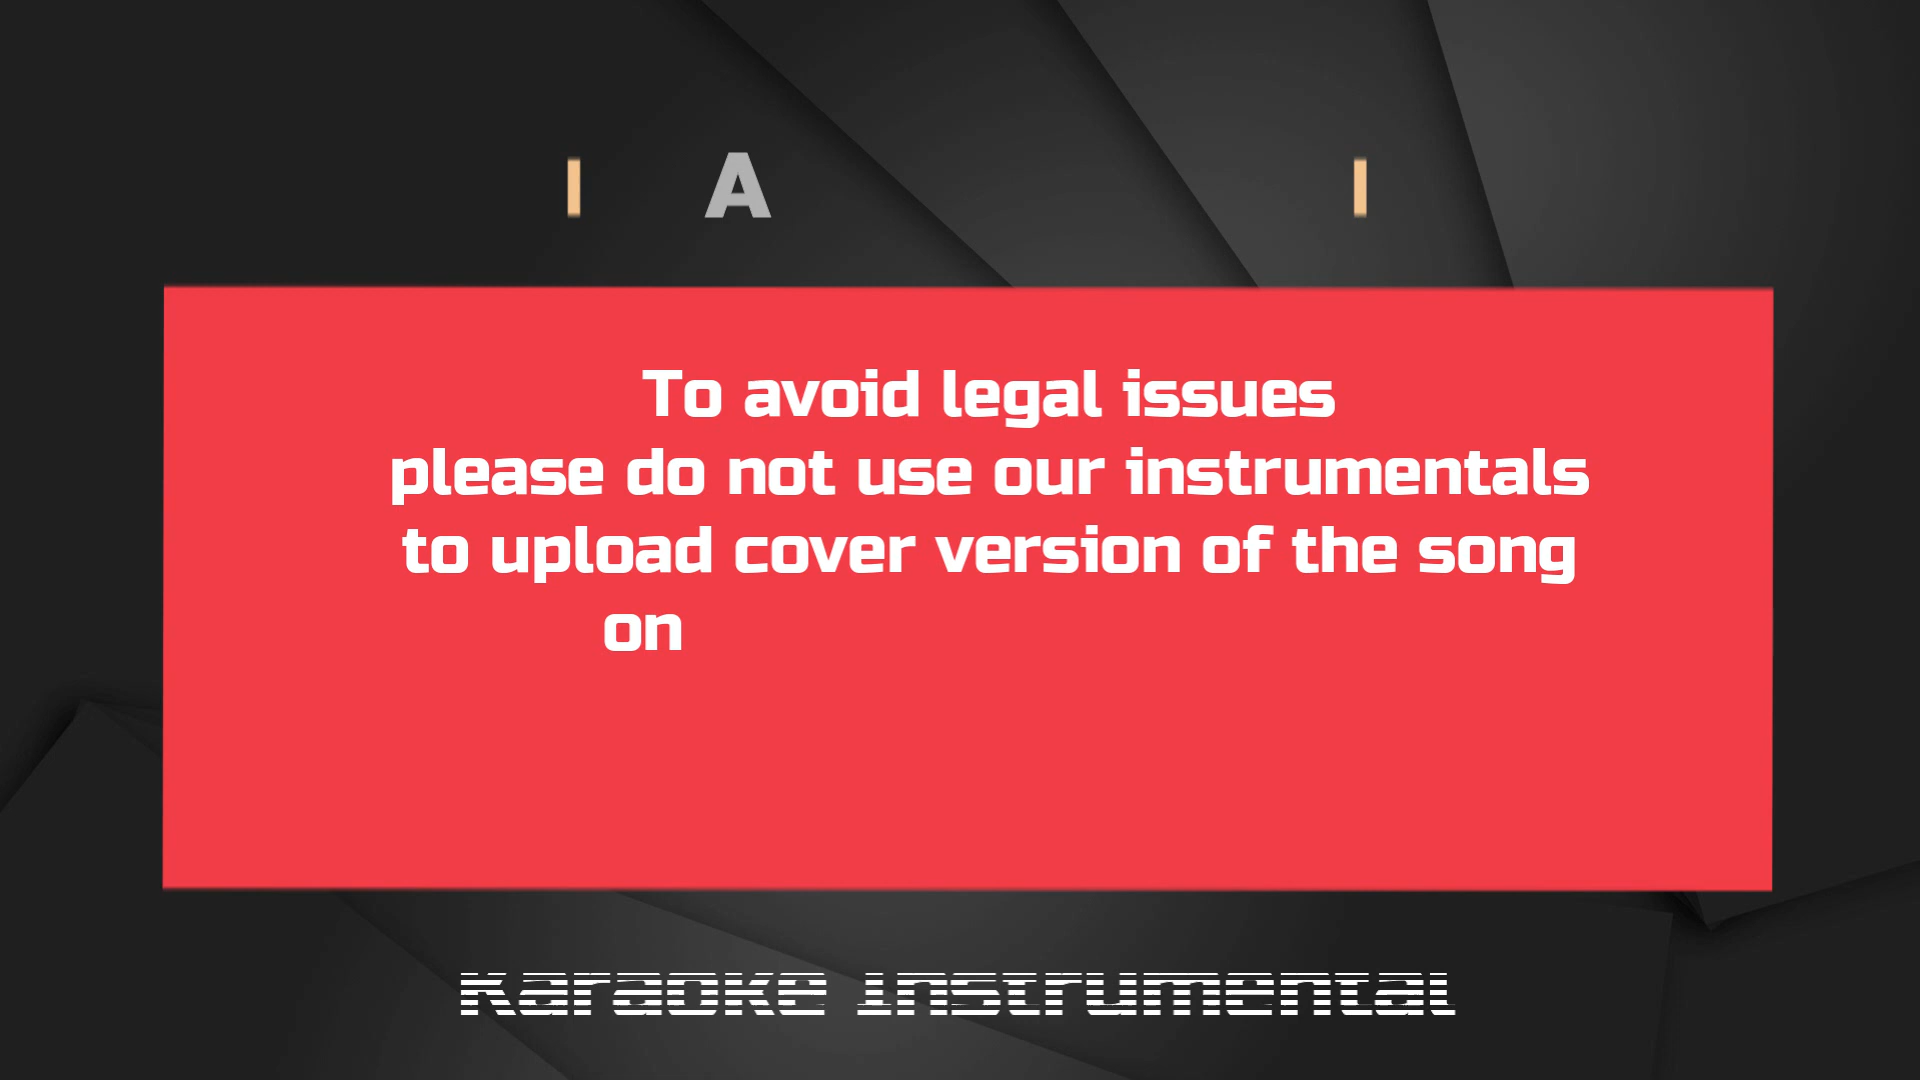 A
To avoid legal issues
please do not use our instrumentals
to upload cover version of the song
on
Karaoke Instrumental